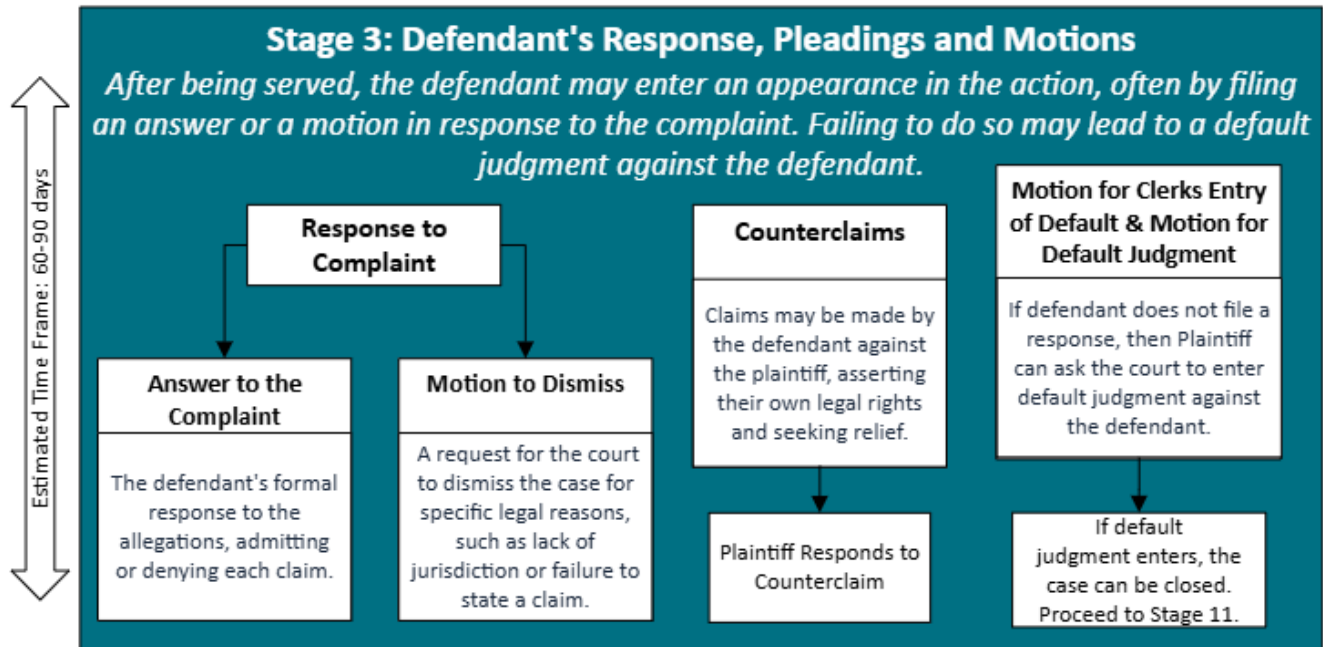 Stage 3: Defendant's Response, Pleadings and Motions
After being served, the defendant may enter an appearance in the action, often by filing
an answer or a motion in response to the complaint. Failing to do so may lead to a default
judgment against the defendant.
Estimated Time Frame: 60-90 days
Response to
Complaint
Answer to the
Complaint
The defendant's formal
response to the
allegations, admitting
or denying each claim.
Motion to Dismiss
A request for the court
to dismiss the case for
specific legal reasons,
such as lack of
jurisdiction or failure to
state a claim.
Counterclaims
Claims may be made by
the defendant against
the plaintiff, asserting
their own legal rights
and seeking relief.
Plaintiff Responds to
Counterclaim
Motion for Clerks Entry
of Default & Motion for
Default Judgment
If defendant does not file a
response, then Plaintiff
can ask the court to enter
default judgment against
the defendant.
If default
judgment enters, the
case can be closed.
Proceed to Stage 11.